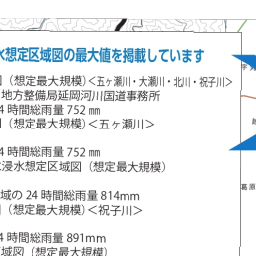 水想定区域図の最大値を掲載しています
図（想定最大規模）＜五ヶ瀬川・大瀬川・北川・祝子川＞
地方整備局延岡河川国道事務所
4 時間総雨量 752 ㎜
図（想定最大規模）＜五ヶ瀬川＞
4 時間総雨量 752 ㎜
水浸水想定区域図（想定最大規模）
域の 24 時間総雨量 814mm
図（想定最大規模）＜祝子川＞
4 時間総雨量 891mm
区域図（想定最大規模）
葛原